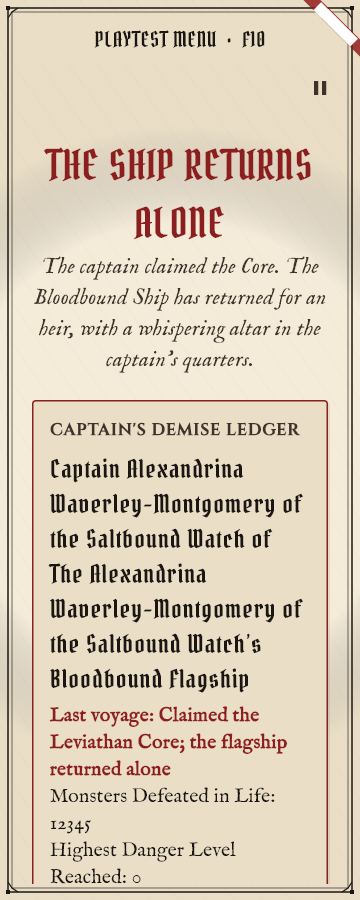 PLAYTEST MENU · F10
THE SHIP RETURNS
ALONE
The captain claimed the Core. The
Bloodbound Ship has returned for an
heir, with a whispering altar in the
captain's quarters.
CAPTAIN'S DEMISE LEDGER
Captain Alexandrina
Waverley-Montgomery of
the Saltbound Watch of
The Alexandrina
Waverley-Montgomery of
the Saltbound Watch's
Bloodbound Flagship
Last voyage: Claimed the
Leviathan Core; the flagship
returned alone
Monsters Defeated in Life:
12345
Highest Danger Level
Reached: 0